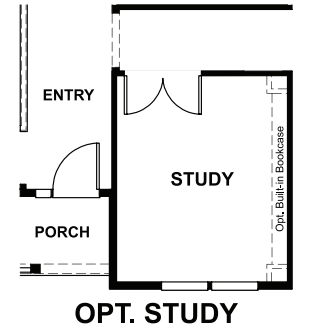 ENTRY
STUDY
Opt. Built-in Bookcase
PORCH
OPT. STUDY